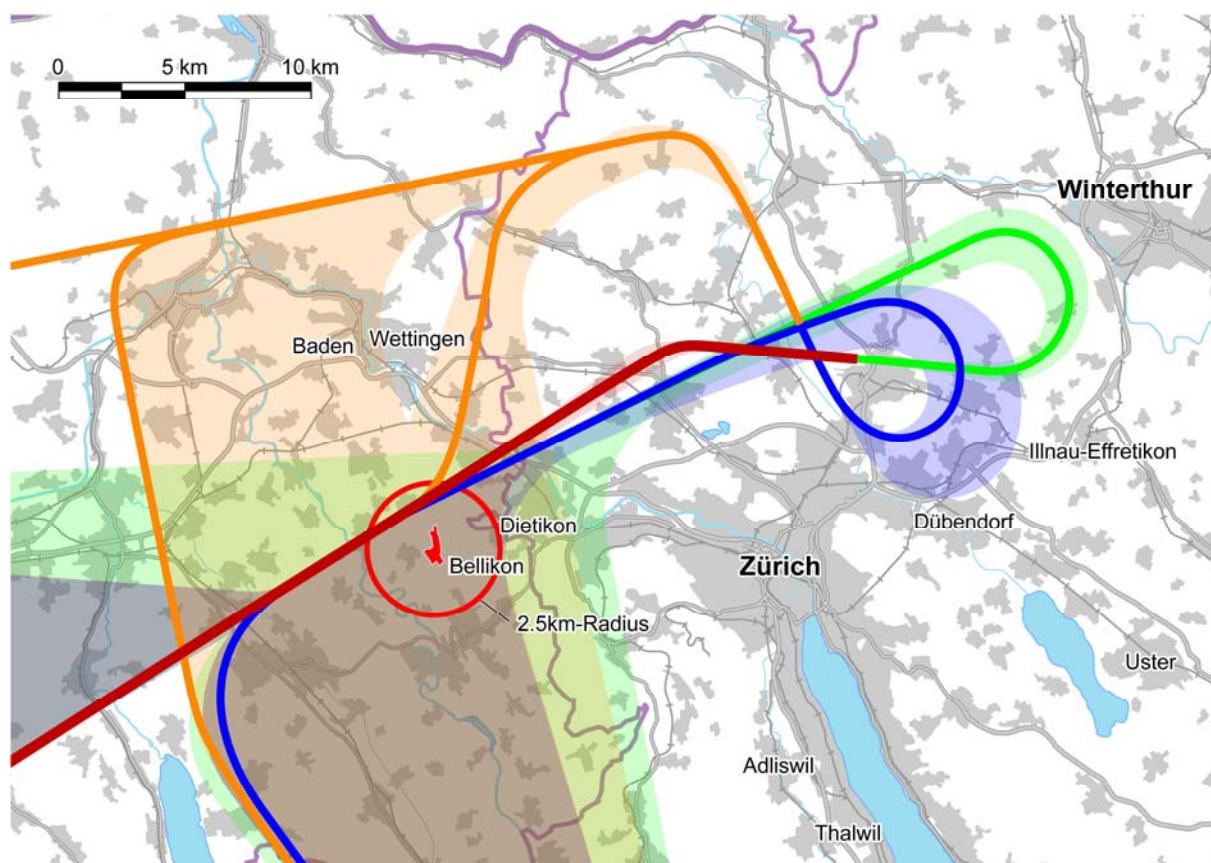 0 5 km 10 km
Winterthur
Baden
Wettingen
Illnau-Effretikon
Dietikon
Dübendorf
Bellikon
Zürich
2.5km-Radius
Uster
Adliswil
Thalwil